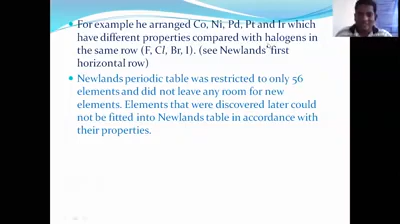 For example he arranged Co, Ni, Pd, Pt and Ir which
have different properties compared with halogens in
the same row (F, Cl, Br, I). (see Newlands' first
horizontal row)
Newlands periodic table was restricted to only 56
elements and did not leave any room for new
elements. Elements that were discovered later could
not be fitted into Newlands table in accordance with
their properties.